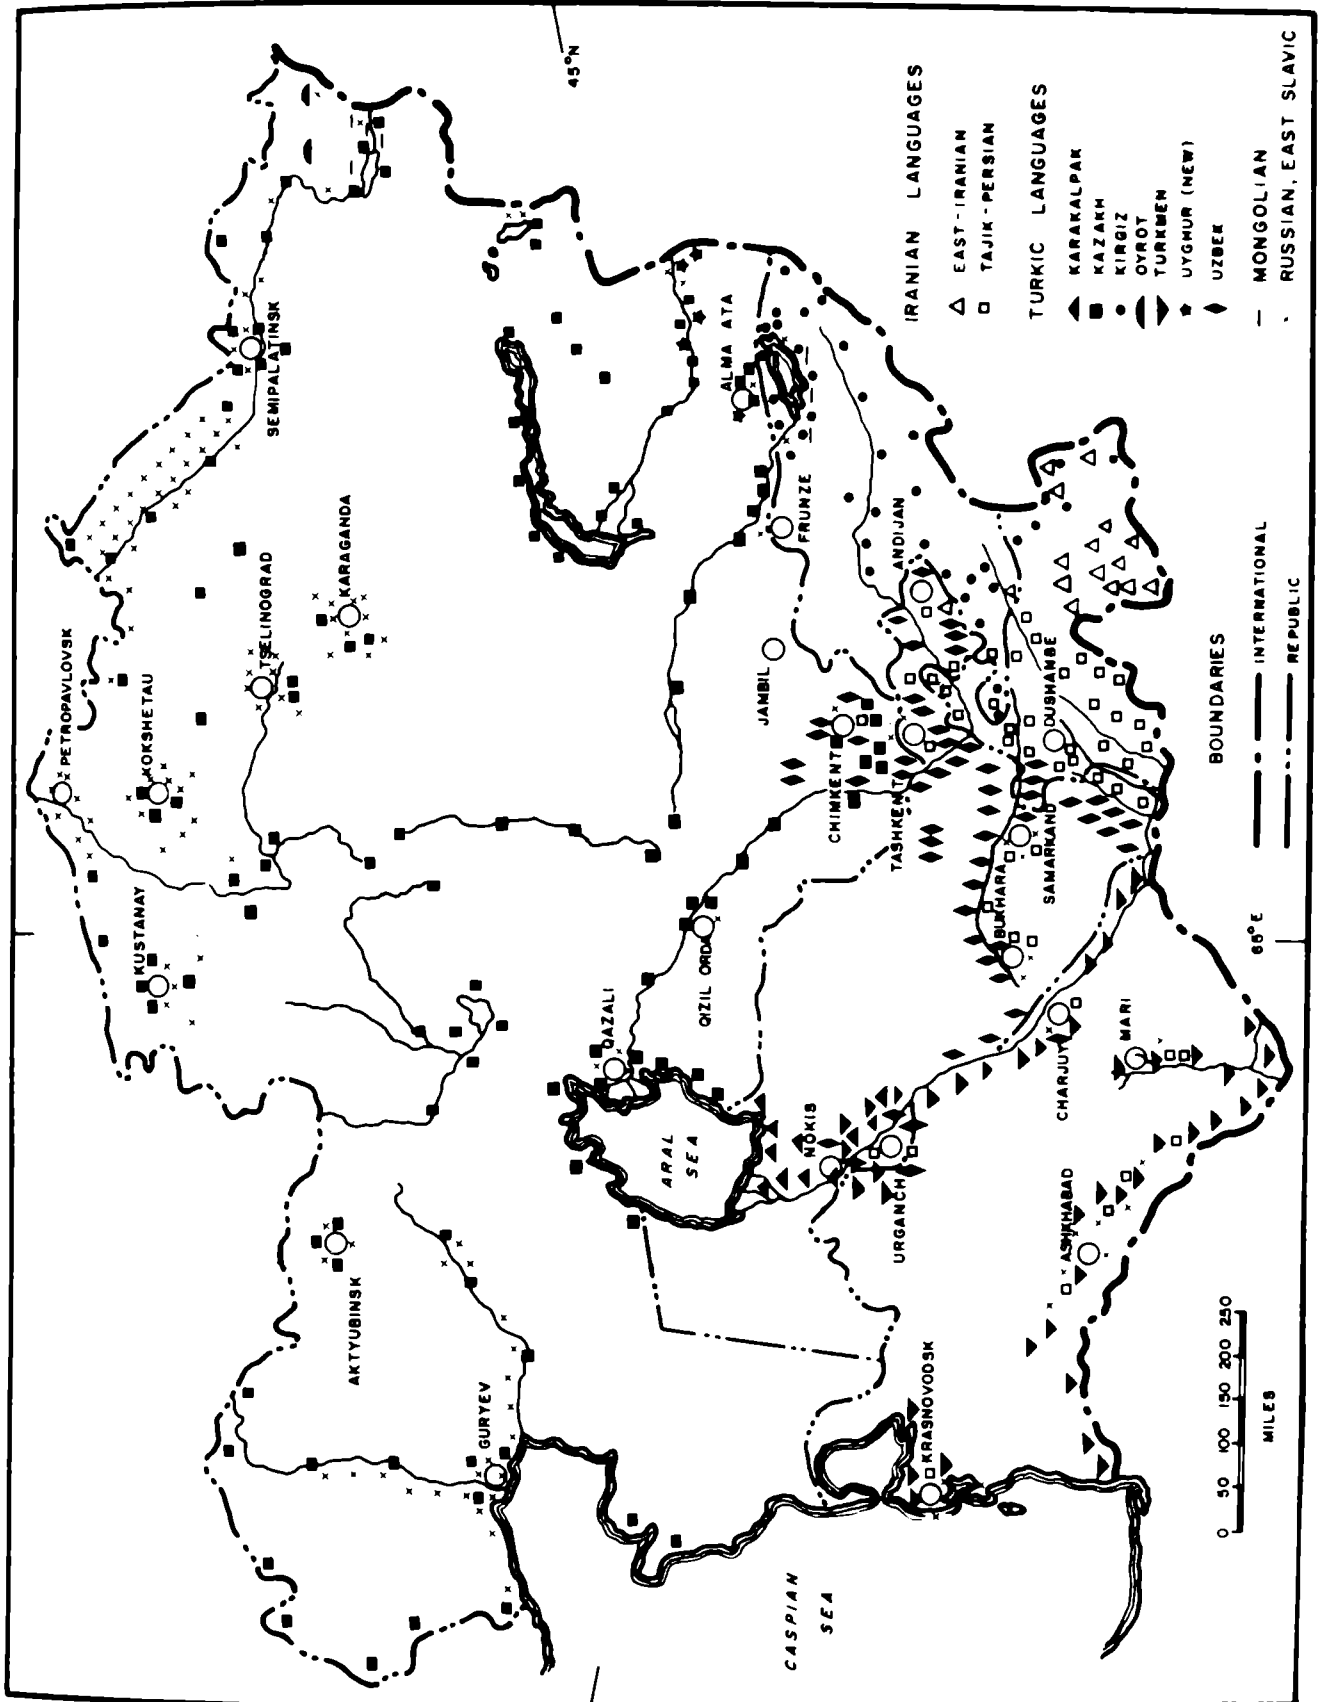 45°N
PETROPAVLOVSK
KOKSHETAU
KUSTANAY
TSELINOGRAD
KARAGANDA
SEMIPALATINSK
AKTYUBINSK
GURYEV
QAZALI
QIZIL ORDA
ARAL
SEA
CHIMKENT
JAMBIL
FRUNZE
ALMA ATA
TASHKENT
ANDIJAN
NOKIS
URGANCH
BUKHARA
SAMARKAND
DUSHAMBE
CHARJUY
MARI
ASHKHABAD
KRASNOVODSK
CASPIAN
SEA
IRANIAN LANGUAGES
EAST-IRANIAN
TAJIK-PERSIAN
TURKIC LANGUAGES
KARAKALPAK
KAZAKH
KIRGIZ
OYROT
TURKMEN
UYGHUR (NEW)
UZBEK
MONGOLIAN
RUSSIAN, EAST SLAVIC
BOUNDARIES
INTERNATIONAL
REPUBLIC
65°E
0 50 100 150 200 250
MILES